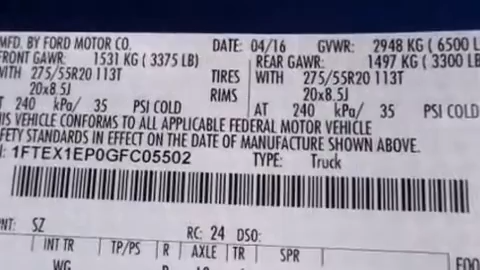 MFD. BY FORD MOTOR CO. DATE: 04/16 GVWR: 2948 KG ( 6500 L
FRONT GAWR: 1531 KG ( 3375 LB) REAR GAWR: 1497 KG ( 3300 LB
WITH 275/55R20 113T TIRES WITH 275/55R20 113T
20x8.5J RIMS 20x8.5J
AT 240 kPa/ 35 PSI COLD AT 240 kPa/ 35 PSI COLD
IS VEHICLE CONFORMS TO ALL APPLICABLE FEDERAL MOTOR VEHICLE
FETY STANDARDS IN EFFECT ON THE DATE OF MANUFACTURE SHOWN ABOVE.
: 1FTEX1EP0GFC05502 TYPE: Truck
NT: SZ RC: 24 DSO:
INT TR TP/PS R AXLE TR SPR
WG